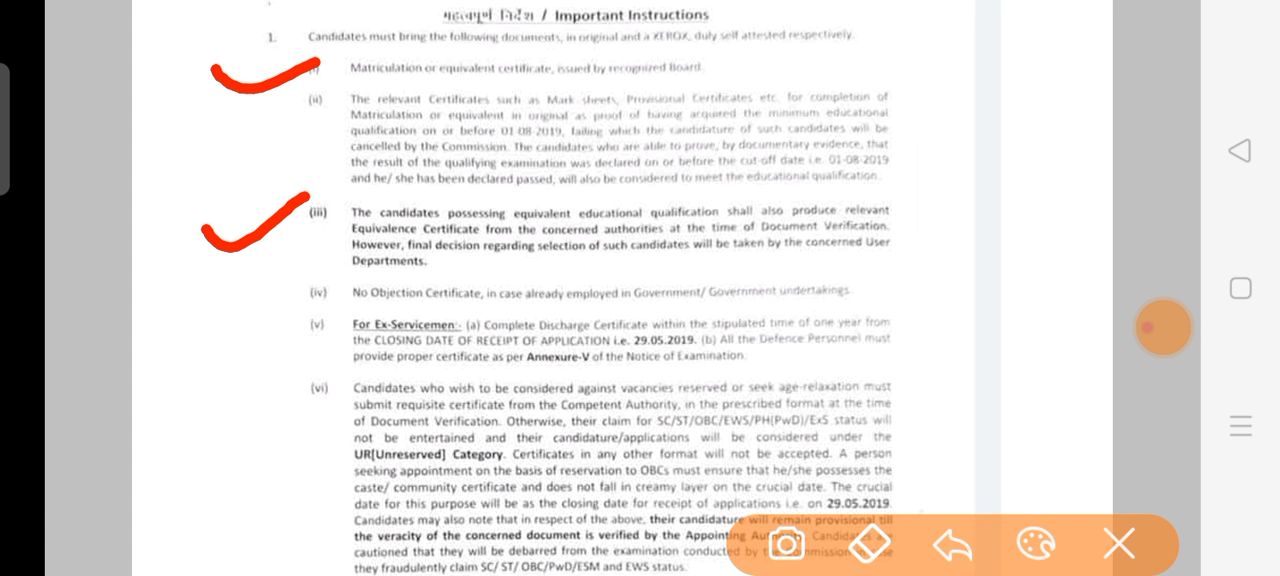 महत्वपूर्ण निर्देश / Important Instructions
1. Candidates must bring the following documents, in original and a XEROX, duly self attested respectively.
Matriculation or equivalent certificate, issued by recognized Board.
(ii) The relevant Certificates such as Mark sheets, Provisional Certificates etc. for completion of
Matriculation or equivalent in original as proof of having acquired the minimum educational
qualification on or before 01-08-2019, failing which the candidature of such candidates will be
cancelled by the Commission. The candidates who are able to prove, by documentary evidence, that
the result of the qualifying examination was declared on or before the cut-off date i.e. 01-08-2019
and he/ she has been declared passed, will also be considered to meet the educational qualification.
(iii) The candidates possessing equivalent educational qualification shall also produce relevant
Equivalence Certificate from the concerned authorities at the time of Document Verification.
However, final decision regarding selection of such candidates will be taken by the concerned User
Departments.
(iv) No Objection Certificate, in case already employed in Government/ Government undertakings.
(v) For Ex-Servicemen:- (a) Complete Discharge Certificate within the stipulated time of one year from
the CLOSING DATE OF RECEIPT OF APPLICATION i.e. 29.05.2019. (b) All the Defence Personnel must
provide proper certificate as per Annexure-V of the Notice of Examination.
(vi) Candidates who wish to be considered against vacancies reserved or seek age-relaxation must
submit requisite certificate from the Competent Authority, in the prescribed format at the time
of Document Verification. Otherwise, their claim for SC/ST/OBC/EWS/PH(PwD)/ExS status will
not be entertained and their candidature/applications will be considered under the
UR[Unreserved] Category. Certificates in any other format will not be accepted. A person
seeking appointment on the basis of reservation to OBCs must ensure that he/she possesses the
caste/ community certificate and does not fall in creamy layer on the crucial date. The crucial
date for this purpose will be as the closing date for receipt of applications i.e. on 29.05.2019.
Candidates may also note that in respect of the above, their candidature will remain provisional till
the veracity of the concerned document is verified by the Appointing
cautioned that they will be debarred from the examination conducted by
they fraudulently claim SC/ ST/ OBC/PwD/ESM and EWS status.